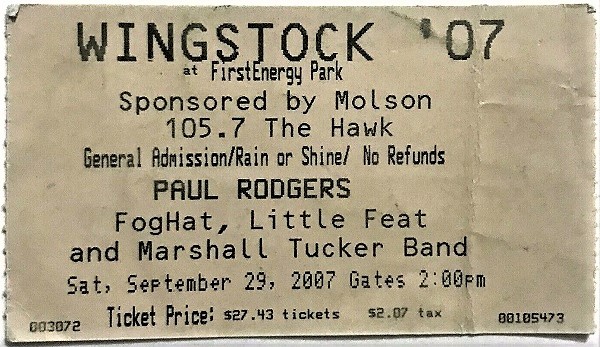 WINGSTOCK '07
at FirstEnergy Park
Sponsored by Molson
105.7 The Hawk
General Admission/Rain or Shine/ No Refunds
PAUL RODGERS
FogHat, Little Feat
and Marshall Tucker Band
Sat, September 29, 2007 Gates 2:00pm
003072 Ticket Price: $27.43 tickets $2.07 tax 00105473